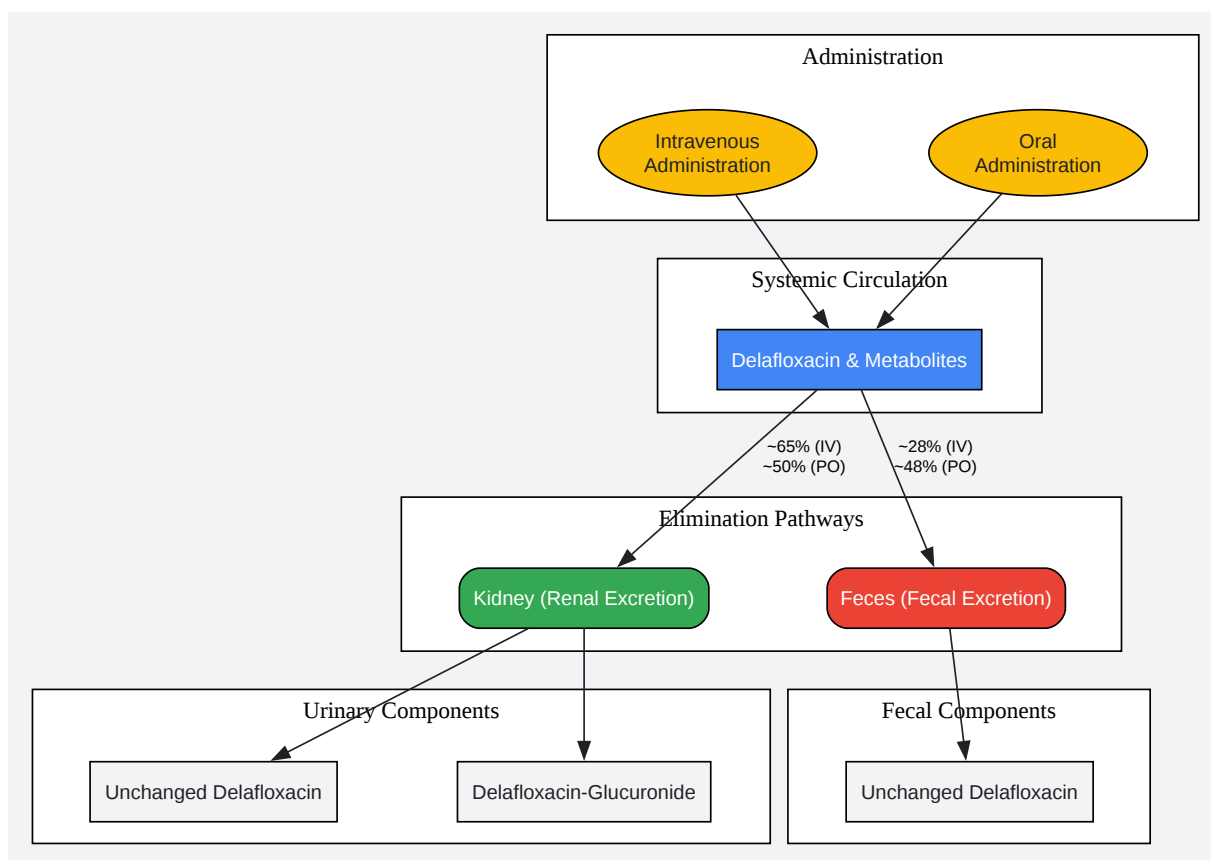 Administration
Intravenous
Administration
Oral
Administration
Systemic Circulation
Delafloxacin & Metabolites
~65% (IV)
~50% (PO)
~28% (IV)
~48% (PO)
Elimination Pathways
Kidney (Renal Excretion)
Feces (Fecal Excretion)
Urinary Components
Fecal Components
Unchanged Delafloxacin
Delafloxacin-Glucuronide
Unchanged Delafloxacin